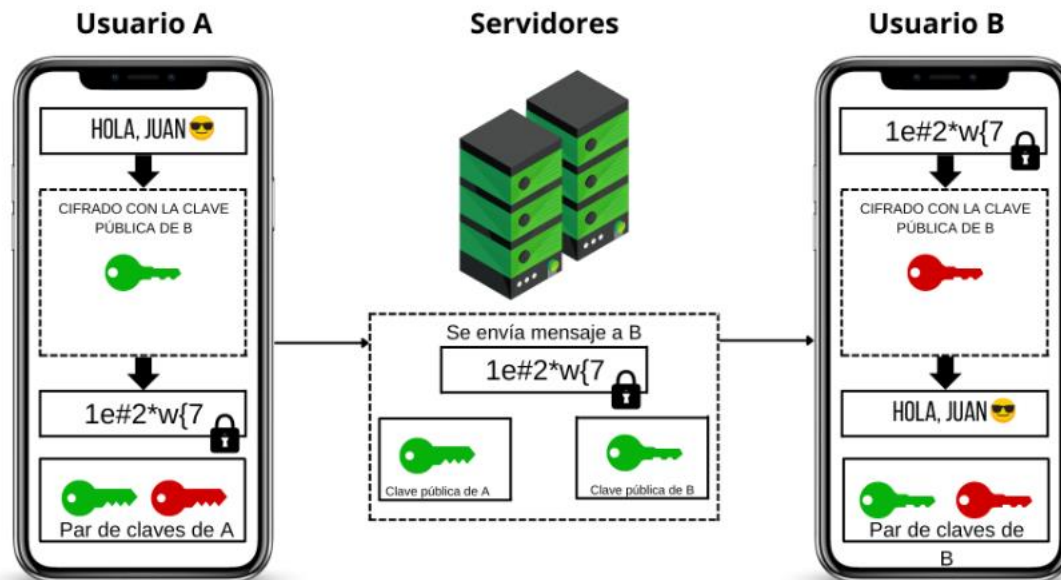 Usuario A
HOLA, JUAN 😎
CIFRADO CON LA CLAVE
PÚBLICA DE B
1e#2*w{7
Par de claves de A
Servidores
Se envía mensaje a B
1e#2*w{7
Clave pública de A
Clave pública de B
Usuario B
1e#2*w{7
CIFRADO CON LA CLAVE
PÚBLICA DE B
HOLA, JUAN 😎
Par de claves de
B